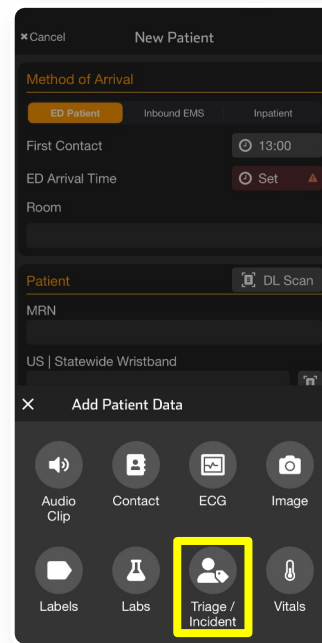 ×Cancel New Patient
Method of Arrival
ED Patient Inbound EMS Inpatient
First Contact 13:00
ED Arrival Time Set
Room
Patient DL Scan
MRN
US | Statewide Wristband
× Add Patient Data
Audio Clip Contact ECG Image
Labels Labs Triage / Incident Vitals